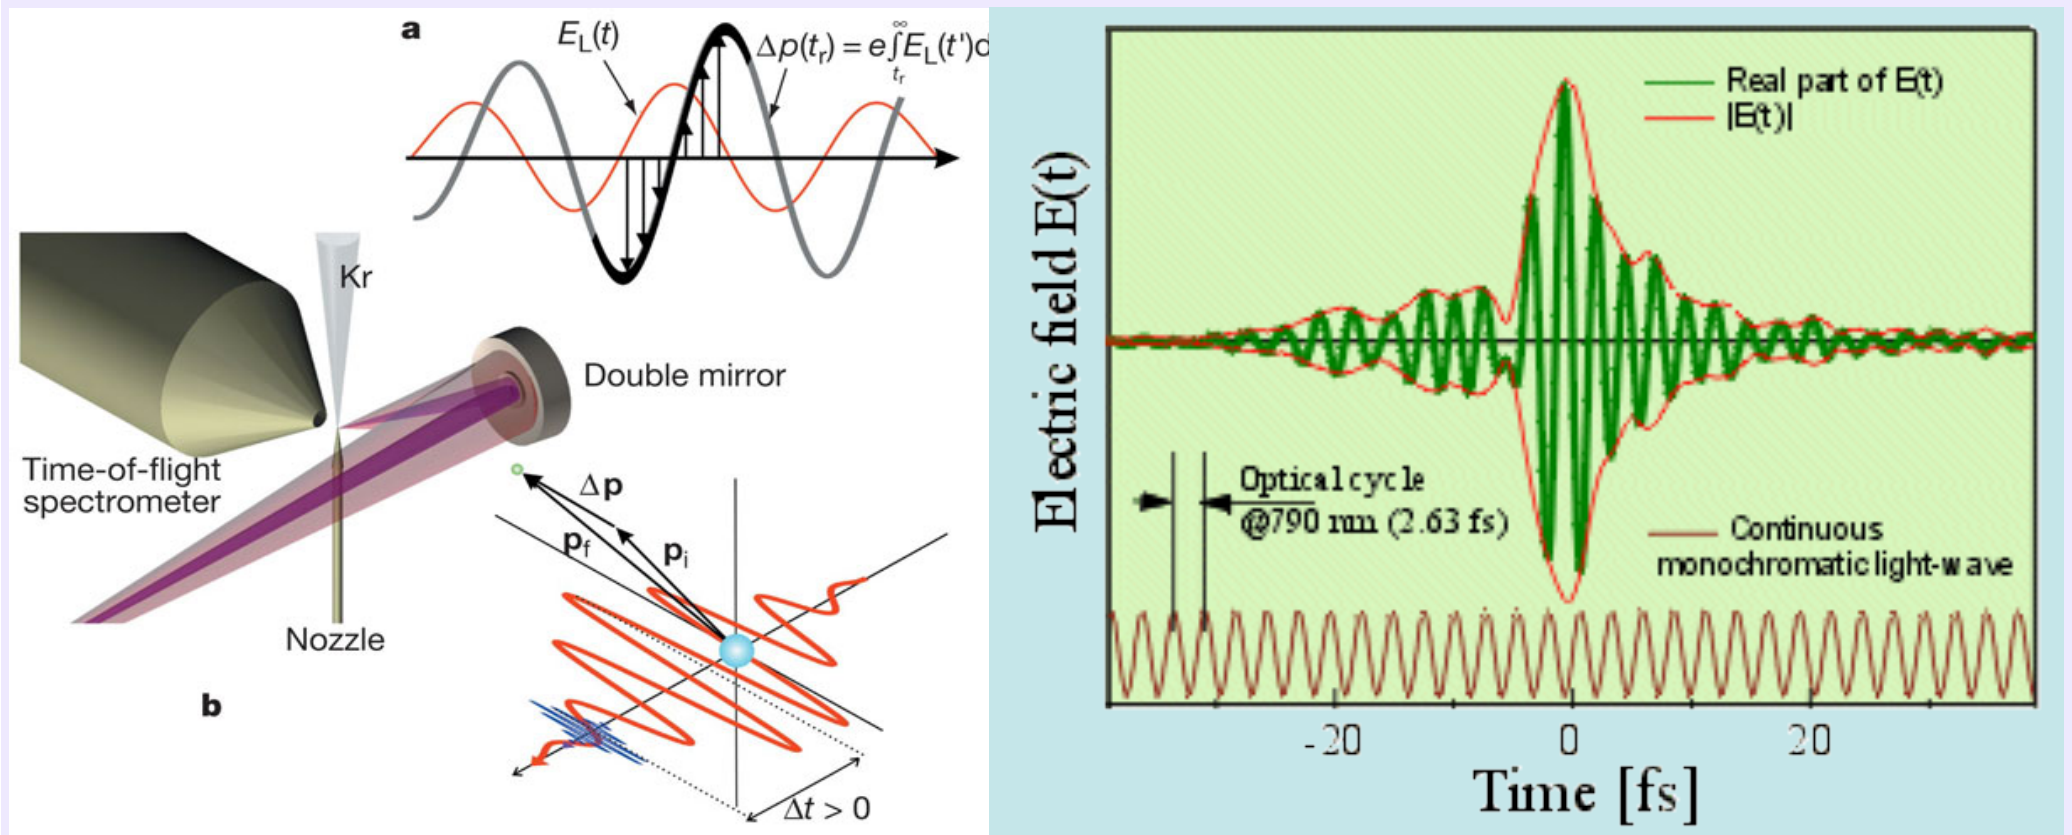 a
E_L(t)
Δp(t_r) = e∫E_L(t')d
∞
t_r
Kr
Double mirror
Time-of-flight
spectrometer
Δp
p_f
p_i
Nozzle
b
Δt > 0
Electric field E(t)
Real part of E(t)
|E(t)|
Optical cycle
@790 nm (2.63 fs)
Continuous
monochromatic light-wave
-20 0 20
Time [fs]